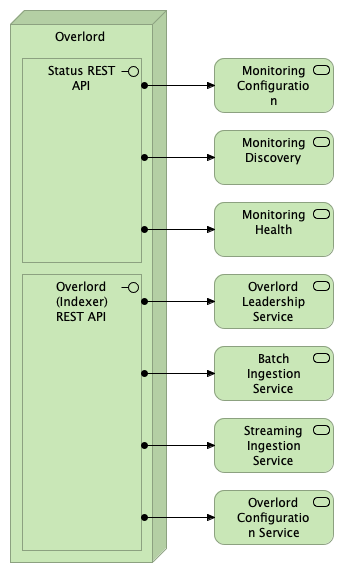 Overlord
Status REST
API
Monitoring
Configuratio
n
Monitoring
Discovery
Monitoring
Health
Overlord
(Indexer)
REST API
Overlord
Leadership
Service
Batch
Ingestion
Service
Streaming
Ingestion
Service
Overlord
Configuratio
n Service